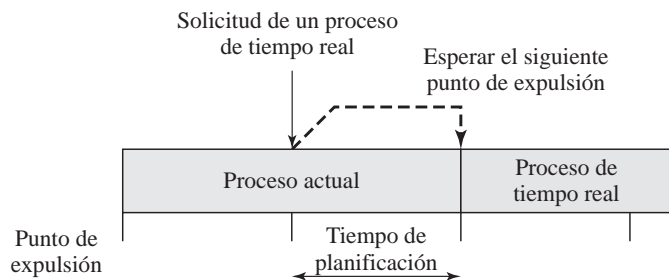 Solicitud de un proceso
de tiempo real
Esperar el siguiente
punto de expulsión
Proceso actual
Proceso de
tiempo real
Punto de
expulsión
Tiempo de
planificación